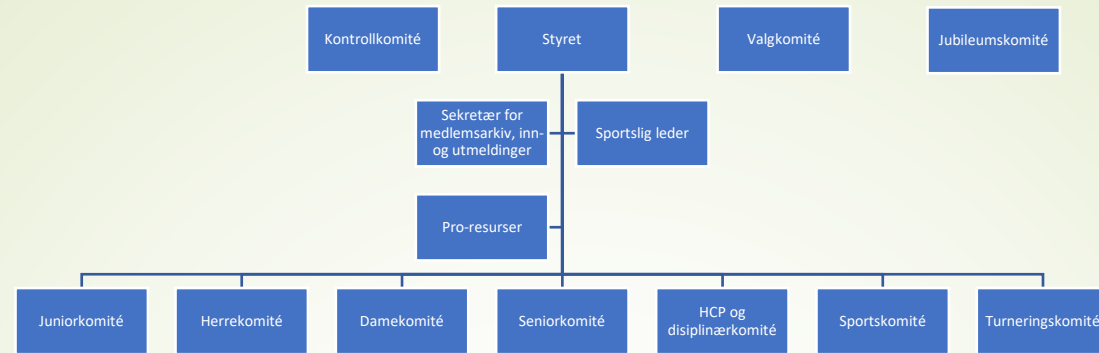 Kontrollkomité
Styret
Valgkomité
Jubileumskomité
Sekretær for
medlemsarkiv, inn-
og utmeldinger
Sportslig leder
Pro-resurser
Juniorkomité
Herrekomité
Damekomité
Seniorkomité
HCP og
disiplinærkomité
Sportskomité
Turneringskomité